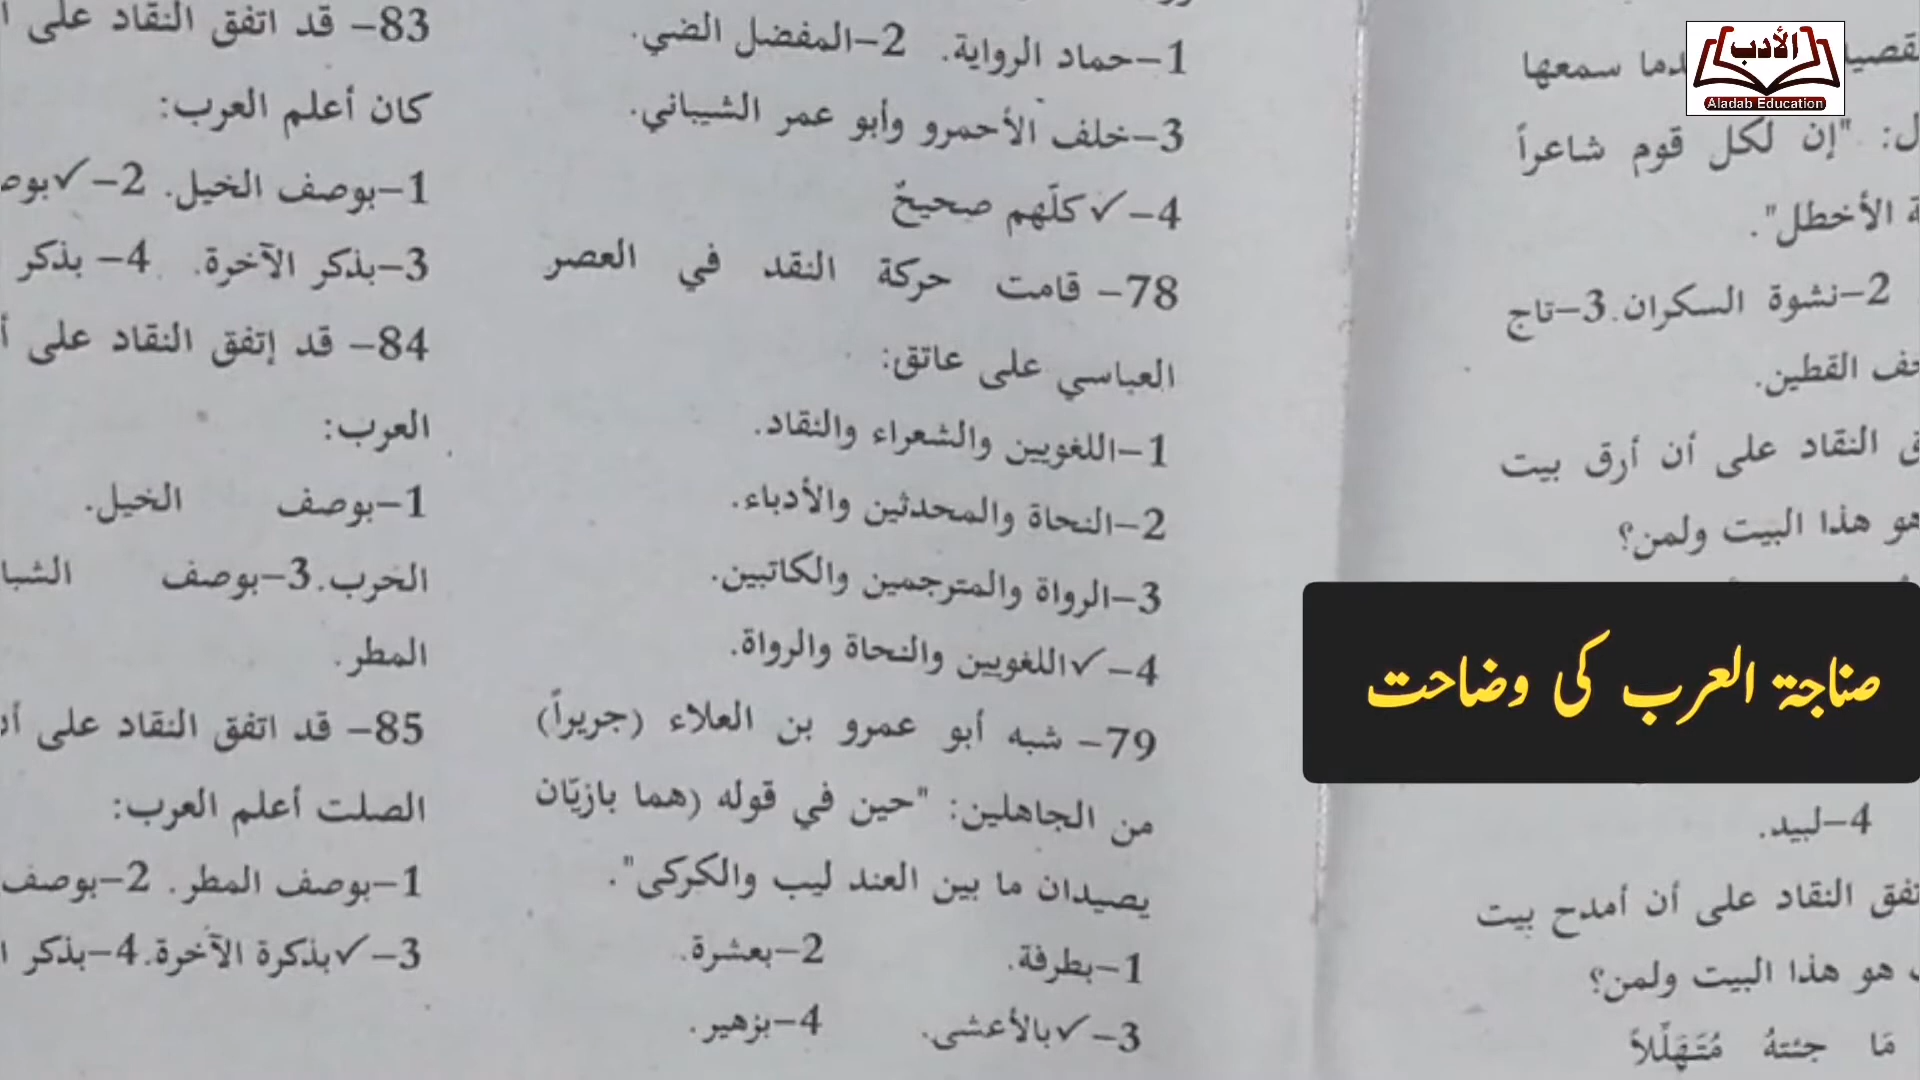 الأدب
Aladab Education
سمعها
"إن لكل قوم شاعراً
الأخطل".
2-نشوة السكران.3-تاج
القطين.
النقاد على أن أرق بيت
هو هذا البيت ولمن؟
صناجة العرب کی وضاحت
4-لبيد.
النقاد على أن أمدح بيت
هو هذا البيت ولمن؟
مَا جئتهُ مُتَهَلِّلاً
1-حماد الرواية. 2-المفضل الضي.
3-خلف الأحمرو وأبو عمر الشيباني.
4-✓كلّهم صحيحٌ
78- قامت حركة النقد في العصر
العباسي على عاتق:
1-اللغويين والشعراء والنقاد.
2-النحاة والمحدثين والأدباء.
3-الرواة والمترجمين والكاتبين.
4-✓اللغويين والنحاة والرواة.
79- شبه أبو عمرو بن العلاء (جريراً)
من الجاهلين: "حين في قوله (هما بازيّان
يصيدان ما بين العند ليب والكركى".
1-بطرفة. 2-بعشرة.
3-✓بالأعشى. 4-بزهير.
83- قد اتفق النقاد على
كان أعلم العرب:
1-بوصف الخيل. 2-✓
3-بذكر الآخرة. 4- بذكر
84- قد إتفق النقاد على
العرب:
1-بوصف الخيل.
الخرب.3-بوصف
المطر.
85- قد اتفق النقاد على
الصلت أعلم العرب:
1-بوصف المطر. 2-بوصف
3-✓بذكرة الآخرة.4-بذكر